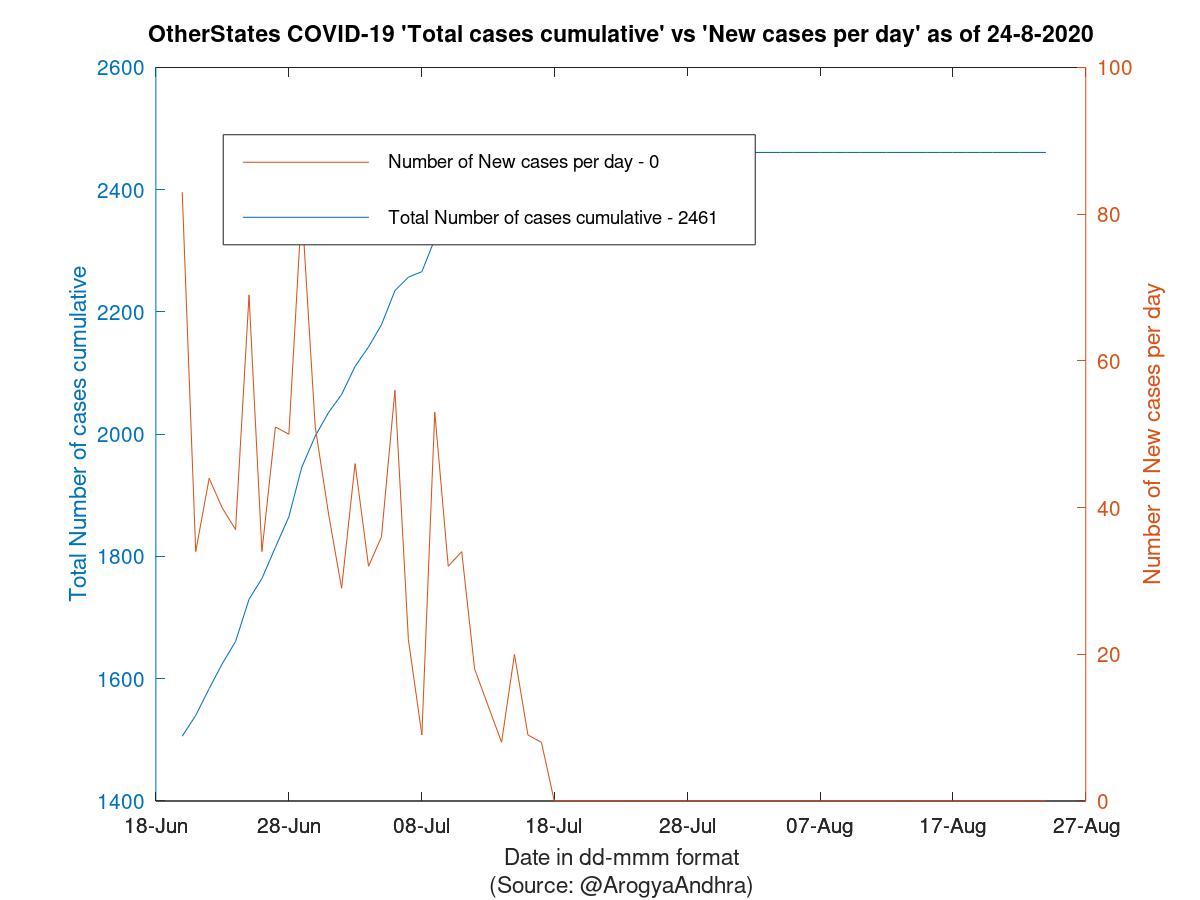 OtherStates COVID-19 'Total cases cumulative' vs 'New cases per day' as of 24-8-2020
2600
2400
2200
2000
1800
1600
1400
Total Number of cases cumulative
Number of New cases per day - 0
Total Number of cases cumulative - 2461
100
80
60
40
20
0
Number of New cases per day
18-Jun 28-Jun 08-Jul 18-Jul 28-Jul 07-Aug 17-Aug 27-Aug
Date in dd-mmm format
(Source: @ArogyaAndhra)